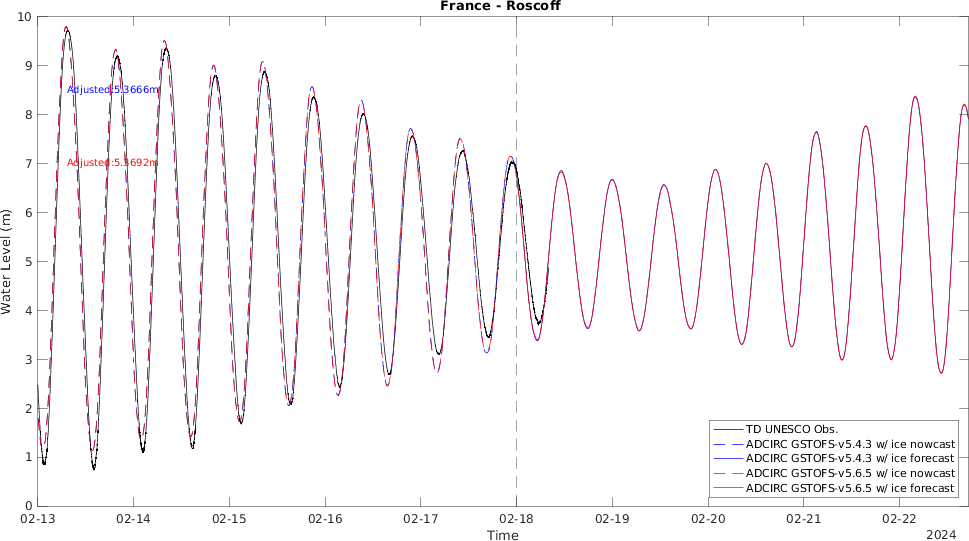 France - Roscoff
10
9
8
7
6
5
4
3
2
1
0
Water Level (m)
Adjusted:5.3666m
Adjusted:5.3692m
TD UNESCO Obs.
ADCIRC GSTOFS-v5.4.3 w/ ice nowcast
ADCIRC GSTOFS-v5.4.3 w/ ice forecast
ADCIRC GSTOFS-v5.6.5 w/ ice nowcast
ADCIRC GSTOFS-v5.6.5 w/ ice forecast
02-13 02-14 02-15 02-16 02-17 02-18 02-19 02-20 02-21 02-22
Time
2024